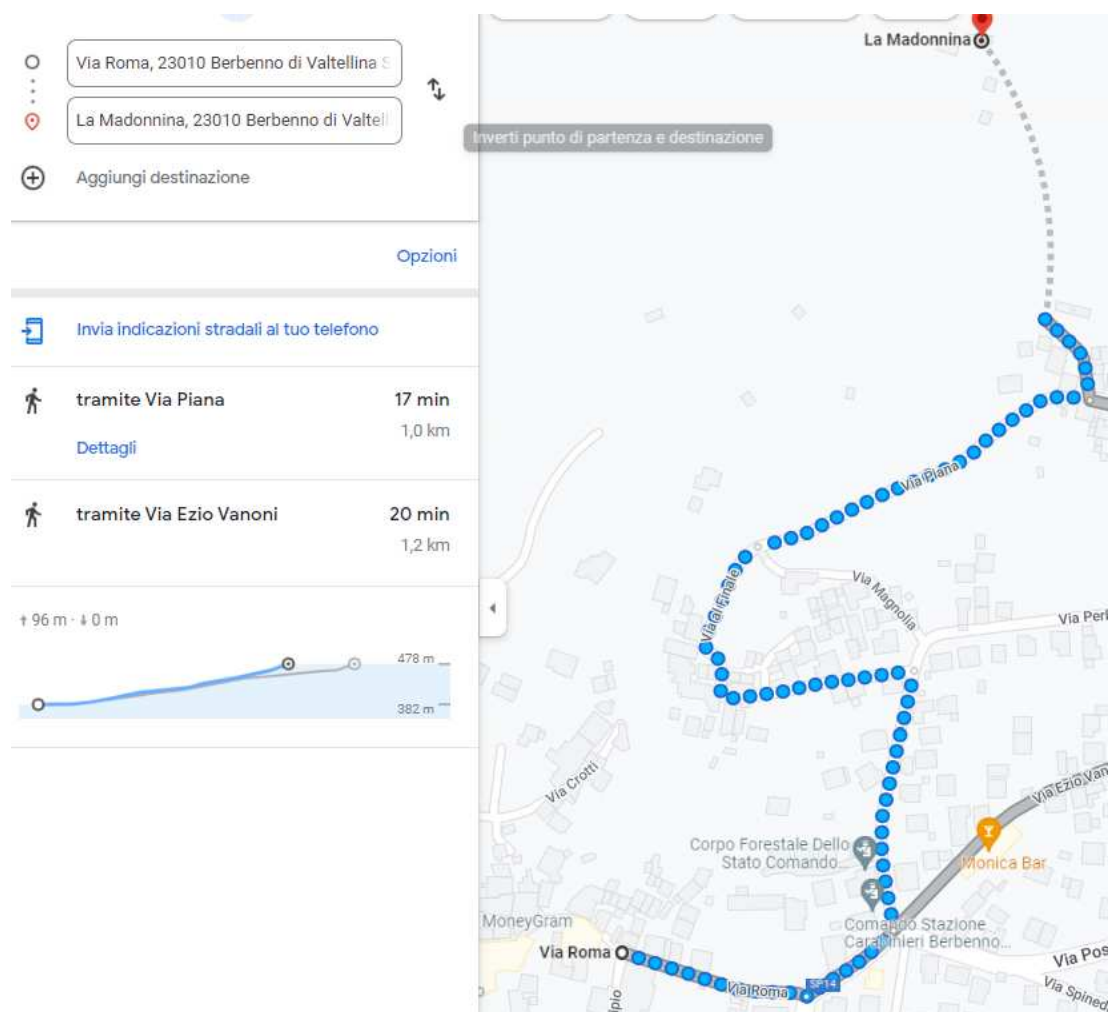 Via Roma, 23010 Berbenno di Valtellina S
La Madonnina, 23010 Berbenno di Valtell
Aggiungi destinazione
Opzioni
Invia indicazioni stradali al tuo telefono
tramite Via Piana 17 min
1,0 km
Dettagli
tramite Via Ezio Vanoni 20 min
1,2 km
↑ 96 m · ↓ 0 m
478 m
382 m
La Madonnina
Inverti punto di partenza e destinazione
Via Piana
Via al Finale
Via Magnolia
Via Perl
Via Crotti
Via Ezio Van
Corpo Forestale Dello
Stato Comando...
Monica Bar
MoneyGram
Comando Stazione
Carabinieri Berbenno...
Via Roma
Via Roma
SP14
Via Pos
Via Spined
olpio